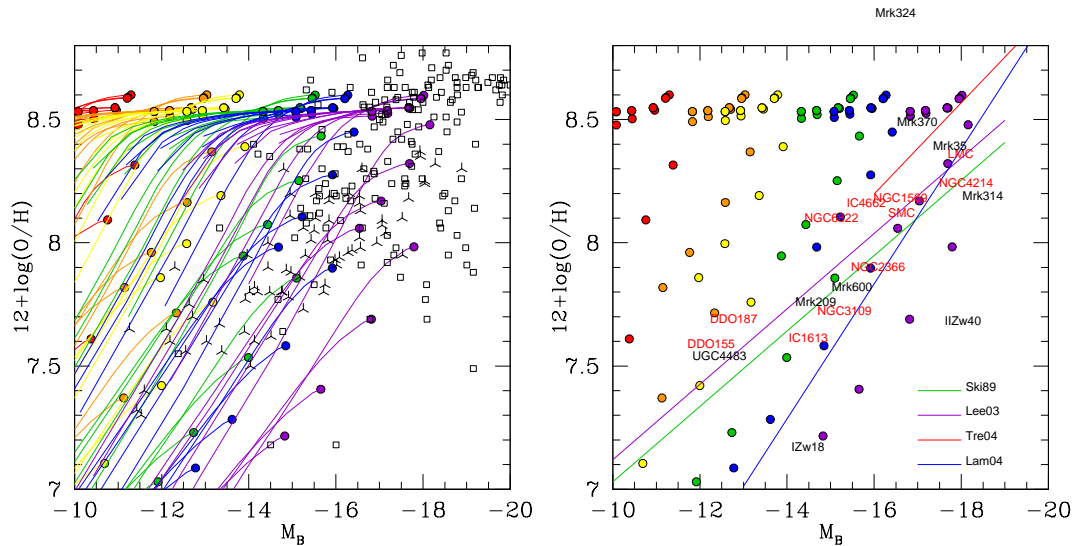 Mrk324
8.5
8
7.5
7
12+log(O/H)
−10
−12
−14
−16
−18
−20
M_B
8.5
8
7.5
7
12+log(O/H)
−10
−12
−14
−16
−18
−20
M_B
Mrk370
Mrk35
LMC
NGC4214
Mrk314
NGC1569
IC4662
SMC
NGC6822
NGC2366
Mrk600
Mrk209
NGC3109
DDO187
IIZw40
IC1613
DDO155
UGC4483
IZw18
Ski89
Lee03
Tre04
Lam04